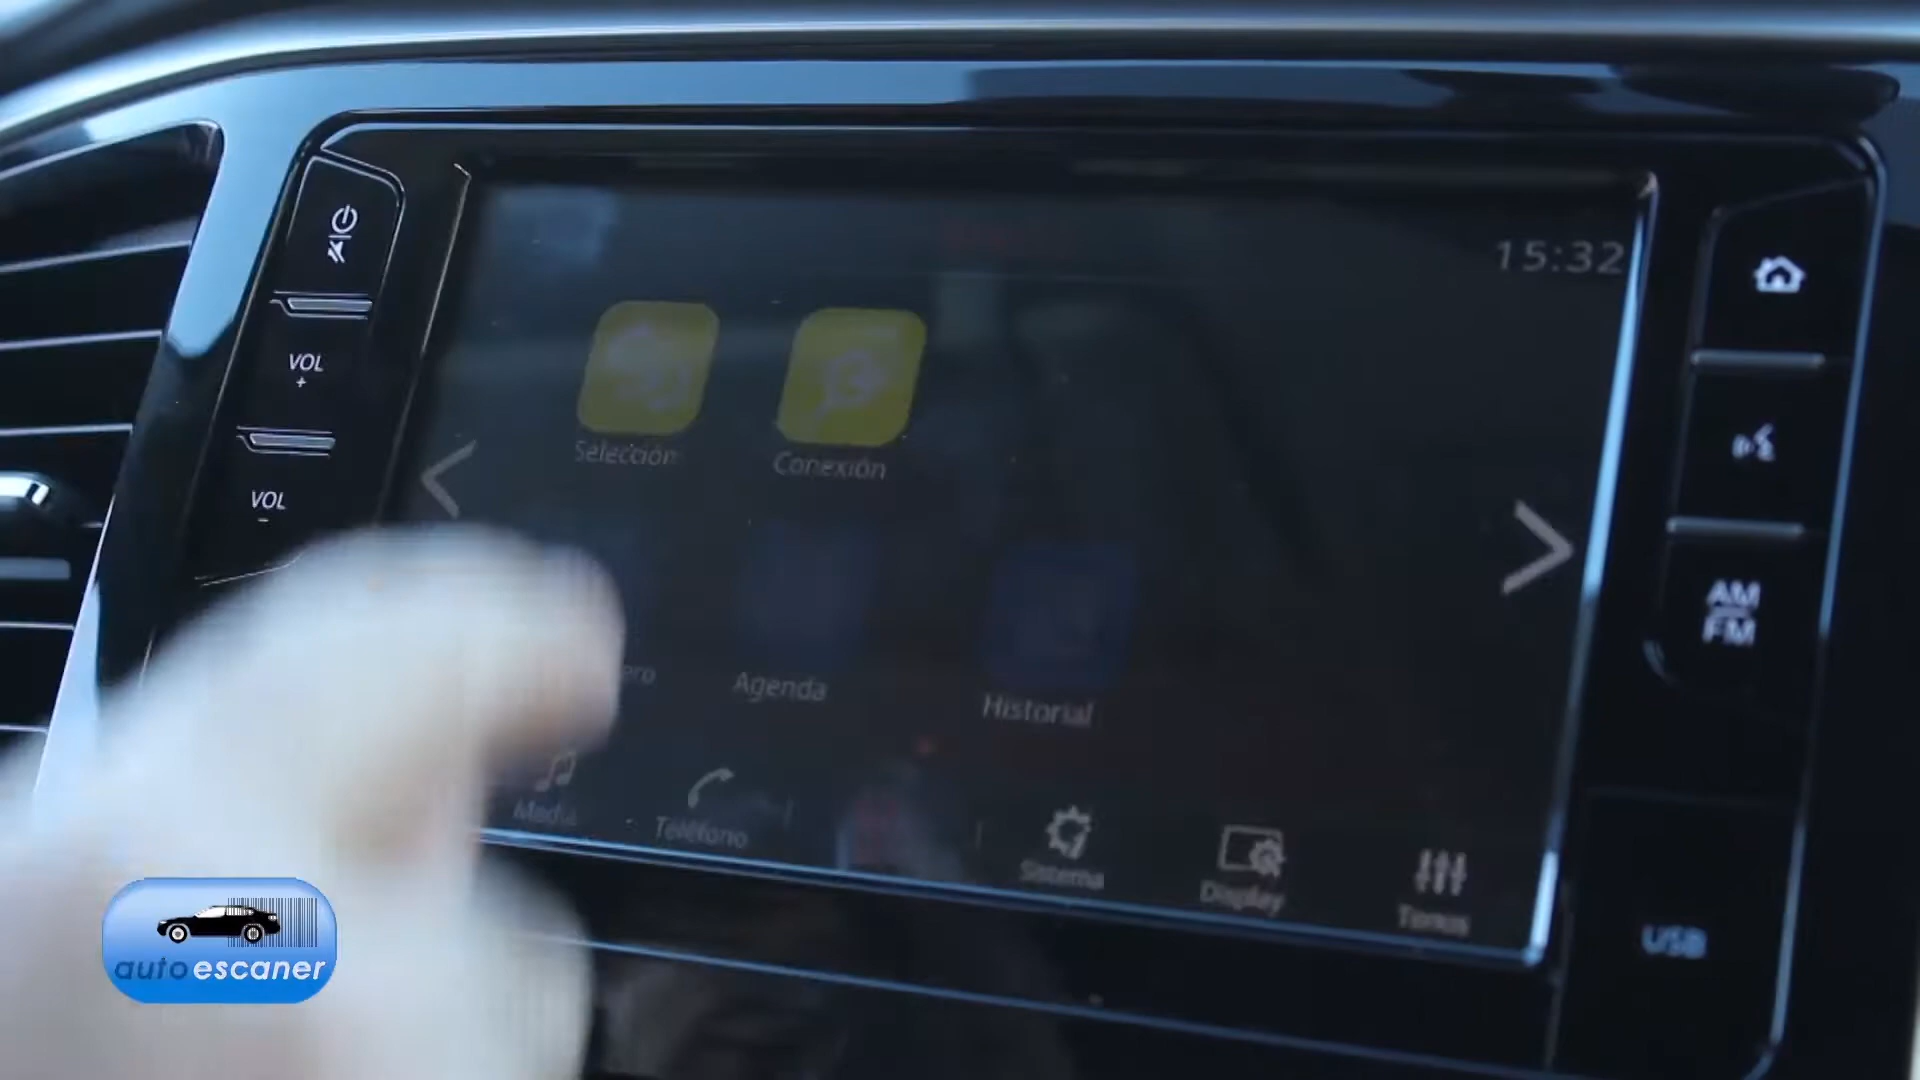 15:32
VOL
+
Selección
Conexión
VOL
-
AM
FM
Agenda
Historial
Media
Teléfono
Sistema
Display
Tonos
USB
auto escaner